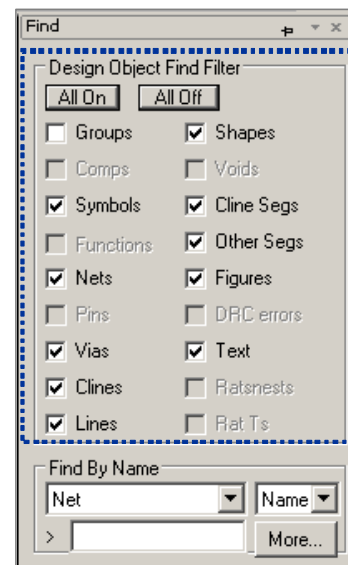 Find
Design Object Find Filter
All On All Off
Groups Shapes
Comps Voids
Symbols Cline Segs
Functions Other Segs
Nets Figures
Pins DRC errors
Vias Text
Clines Ratsnests
Lines Rat Ts
Find By Name
Net Name
> More...